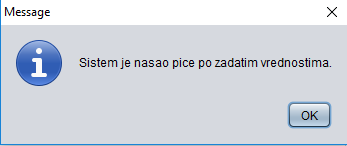 Message
Sistem je nasao pice po zadatim vrednostima.
OK